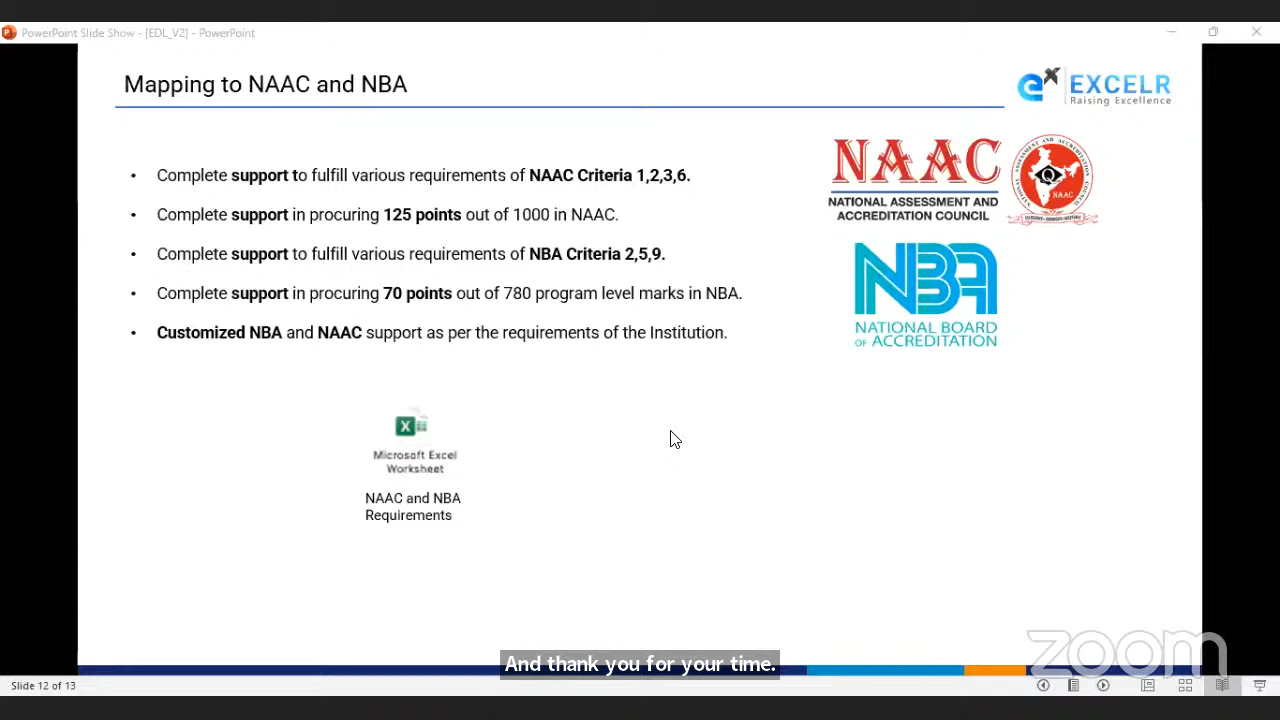 PowerPoint Slide Show - [EDL_V2] - PowerPoint
Mapping to NAAC and NBA
EXCELR
Raising Excellence
• Complete support to fulfill various requirements of NAAC Criteria 1,2,3,6.
• Complete support in procuring 125 points out of 1000 in NAAC.
• Complete support to fulfill various requirements of NBA Criteria 2,5,9.
• Complete support in procuring 70 points out of 780 program level marks in NBA.
• Customized NBA and NAAC support as per the requirements of the Institution.
NAAC
NATIONAL ASSESSMENT AND
ACCREDITATION COUNCIL
NAAC
NBA
NATIONAL BOARD
OF ACCREDITATION
Microsoft Excel
Worksheet
NAAC and NBA
Requirements
zoom
And thank you for your time.
Slide 12 of 13